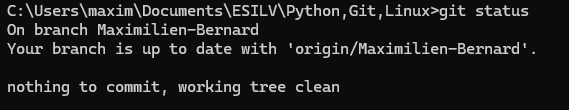 C:\Users\maxim\Documents\ESILV\Python,Git,Linux>git status
On branch Maximilien-Bernard
Your branch is up to date with 'origin/Maximilien-Bernard'.
nothing to commit, working tree clean